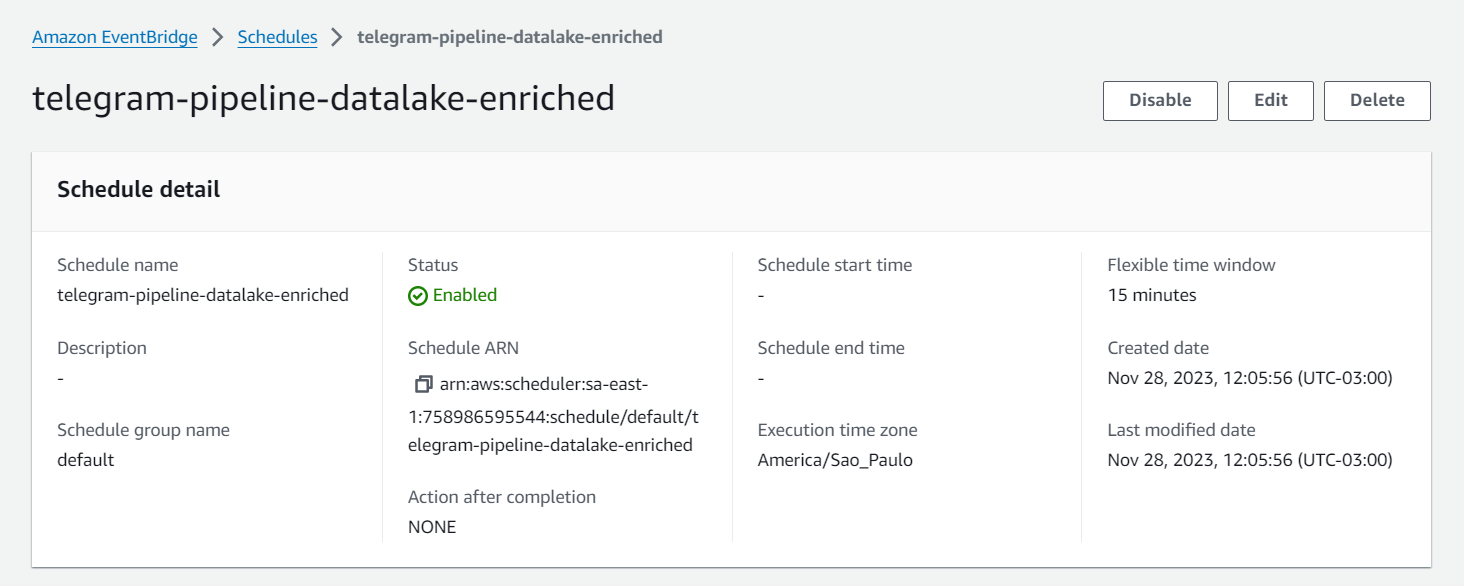 Amazon EventBridge > Schedules > telegram-pipeline-datalake-enriched
telegram-pipeline-datalake-enriched
Disable
Edit
Delete
Schedule detail
Schedule name
telegram-pipeline-datalake-enriched
Description
-
Schedule group name
default
Status
Enabled
Schedule ARN
arn:aws:scheduler:sa-east-
1:758986595544:schedule/default/t
elegram-pipeline-datalake-enriched
Action after completion
NONE
Schedule start time
-
Schedule end time
-
Execution time zone
America/Sao_Paulo
Flexible time window
15 minutes
Created date
Nov 28, 2023, 12:05:56 (UTC-03:00)
Last modified date
Nov 28, 2023, 12:05:56 (UTC-03:00)